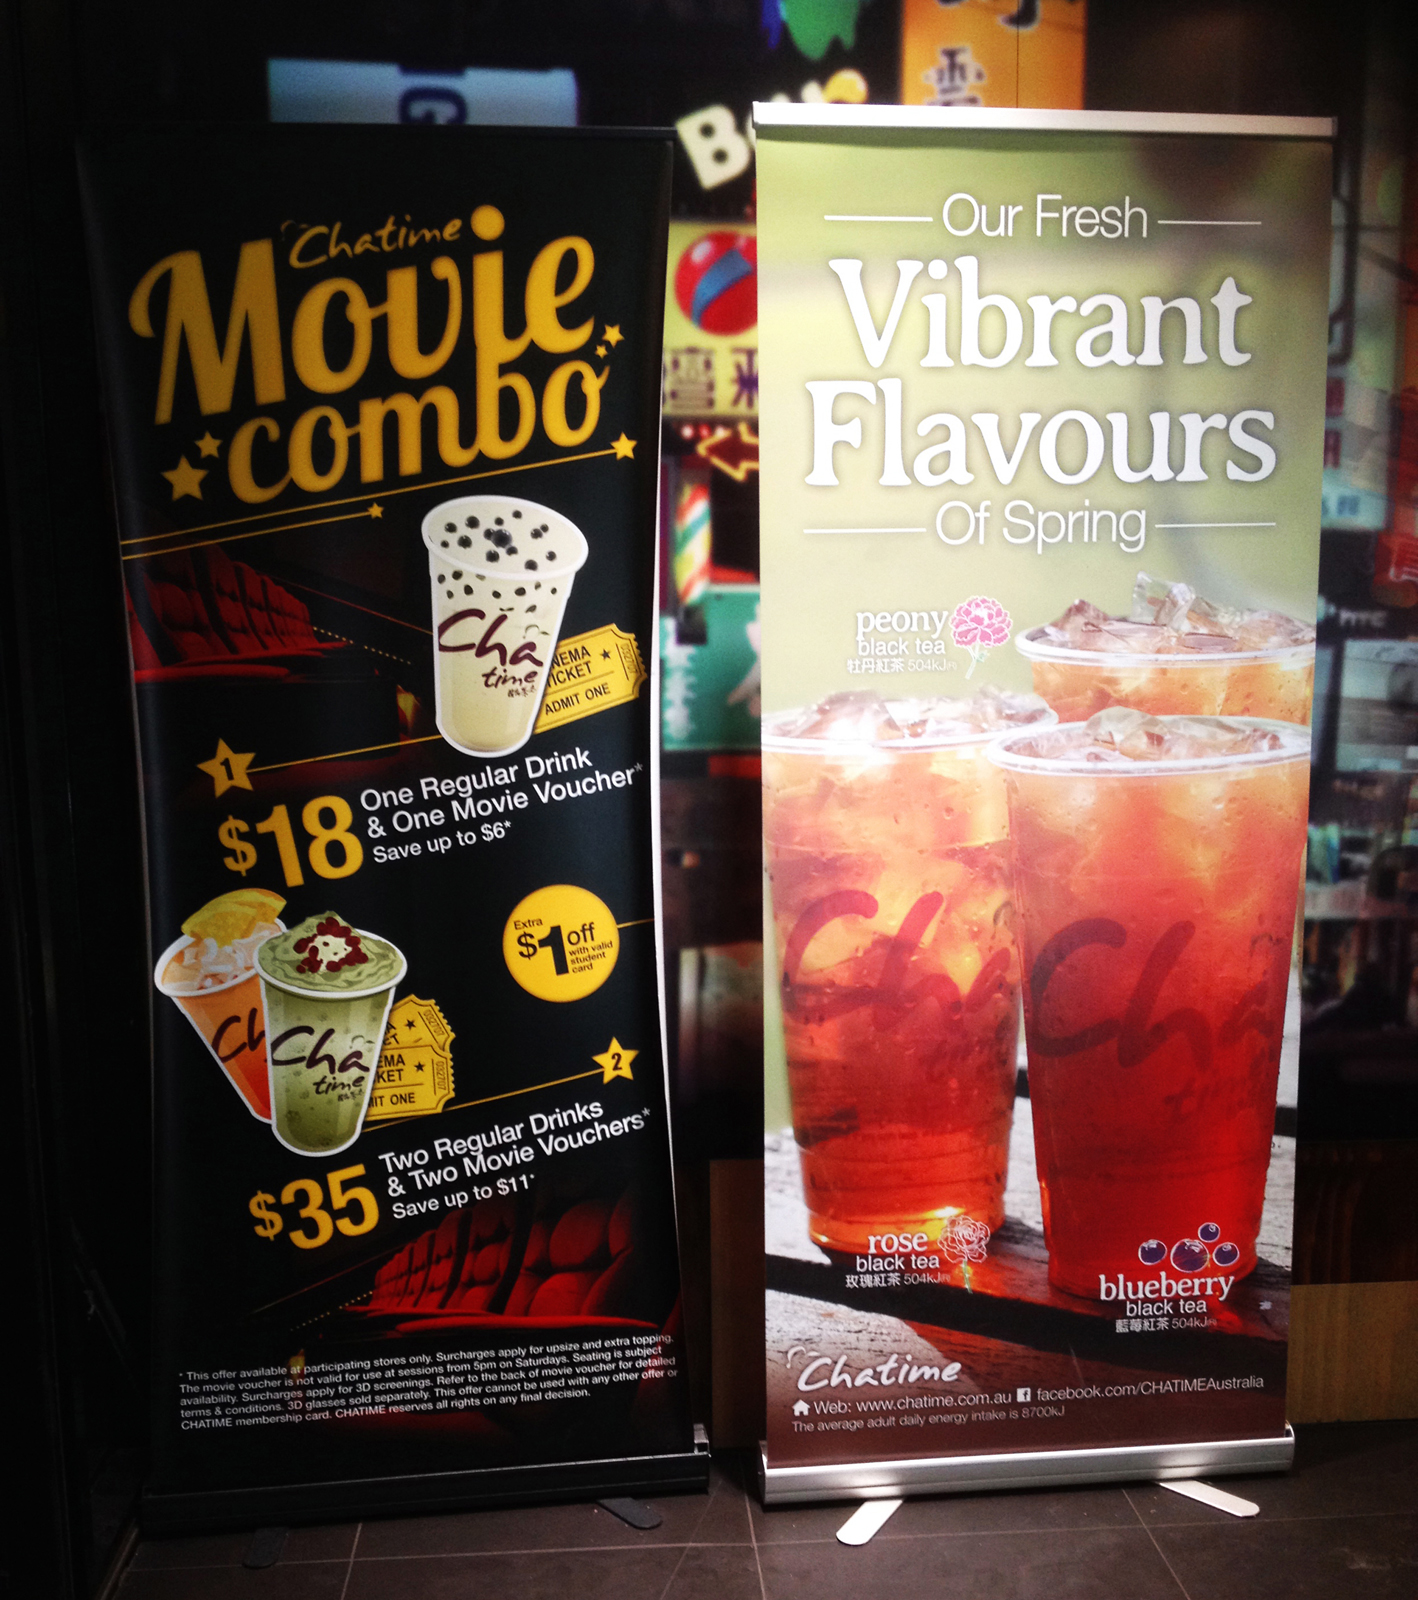 Chatime
Movie
combo
Cha
time
CINEMA
TICKET
ADMIT ONE
1
$18
One Regular Drink
& One Movie Voucher*
Save up to $6*
Extra
$1 off
with valid
student
card
Cha
time
2
$35
Two Regular Drinks
& Two Movie Vouchers*
Save up to $11*
* This offer available at participating stores only. Surcharges apply for upsize and extra topping.
The movie voucher is not valid for use at sessions from 5pm on Saturdays. Seating is subject
availability. Surcharges apply for 3D screenings. Refer to the back of movie voucher for detailed
terms & conditions. 3D glasses sold separately. This offer cannot be used with any other offer or
CHATIME membership card. CHATIME reserves all rights on any final decision.
Our Fresh
Vibrant
Flavours
Of Spring
peony
black tea
牡丹紅茶 504kJ
Cha
Cha
rose
black tea
玫瑰紅茶 504kJ
blueberry
black tea
藍莓紅茶 504kJ
Chatime
Web: www.chatime.com.au facebook.com/CHATIMEAustralia
The average adult daily energy intake is 8700kJ